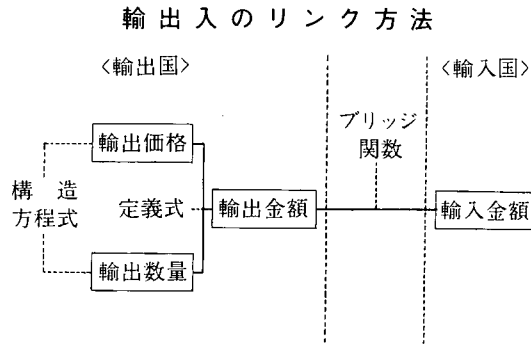 輸出入のリンク方法
〈輸出国〉
〈輸入国〉
ブリッジ
関数
輸出価格
構造
方程式
定義式
輸出金額
輸入金額
輸出数量